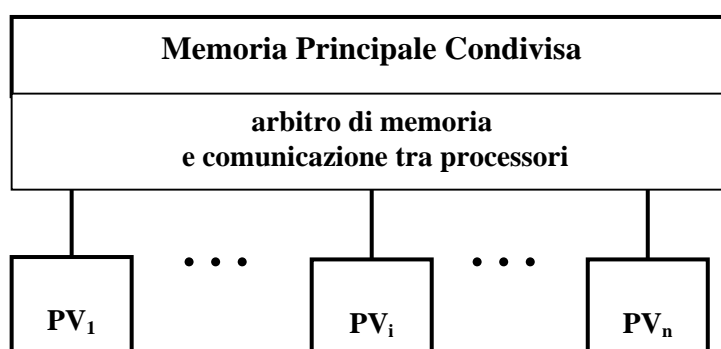 Memoria Principale Condivisa
arbitro di memoria
e comunicazione tra processori
• • •
• • •
PV₁
PVᵢ
PVₙ